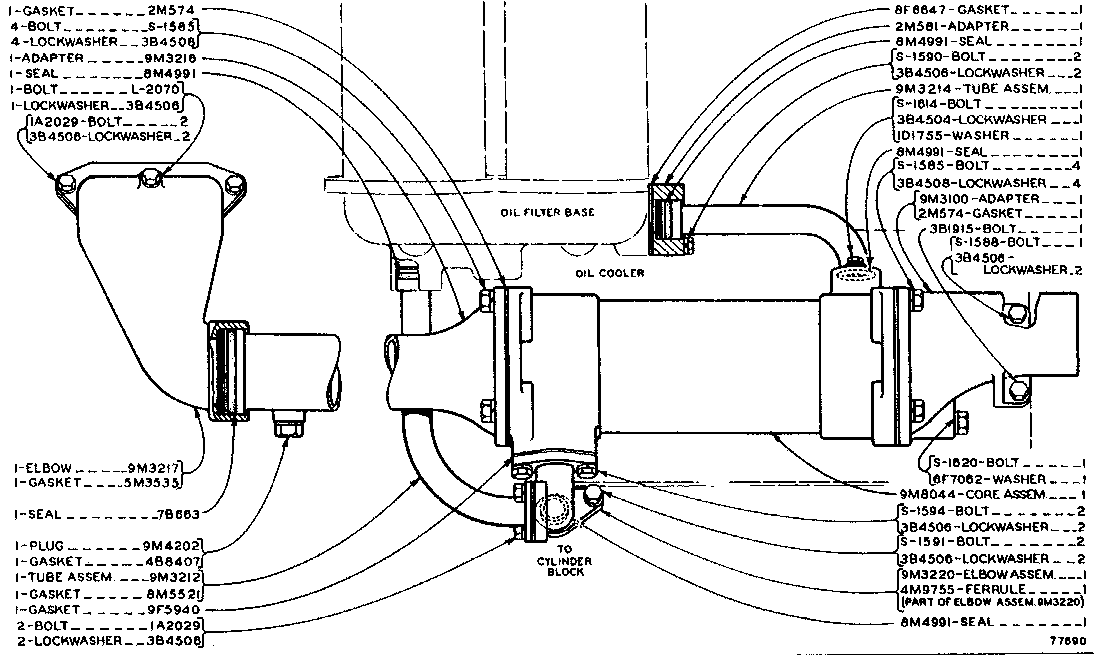 1-GASKET 2M574
4-BOLT S-1585
4-LOCKWASHER 3B4508
1-ADAPTER 9M3216
1-SEAL 8M4991
1-BOLT L-2070
1-LOCKWASHER 3B4506
1A2029-BOLT 2
3B4506-LOCKWASHER 2
1-ELBOW 9M3217
1-GASKET 5M3535
1-SEAL 7B663
1-PLUG 9M4202
1-GASKET 4B8407
1-TUBE ASSEM. 9M3212
1-GASKET 8M5521
1-GASKET 9F5940
2-BOLT 1A2029
2-LOCKWASHER 3B4506
OIL FILTER BASE
OIL COOLER
TO
CYLINDER
BLOCK
8F6647-GASKET 1
2M581-ADAPTER 1
8M4991-SEAL 1
S-1590-BOLT 2
3B4506-LOCKWASHER 2
9M3214-TUBE ASSEM. 1
S-1614-BOLT 1
3B4504-LOCKWASHER 1
1D1755-WASHER 1
8M4991-SEAL 1
S-1585-BOLT 4
3B4508-LOCKWASHER 4
9M3100-ADAPTER 1
2M574-GASKET 1
3B1915-BOLT 1
S-1588-BOLT 1
3B4506-
LOCKWASHER 2
S-1620-BOLT 1
6F7062-WASHER 1
9M8044-CORE ASSEM. 1
S-1594-BOLT 2
3B4506-LOCKWASHER 2
S-1591-BOLT 2
3B4506-LOCKWASHER 2
9M3220-ELBOW ASSEM. 1
4M9755-FERRULE 1
(PART OF ELBOW ASSEM. 9M3220)
8M4991-SEAL 1
77690